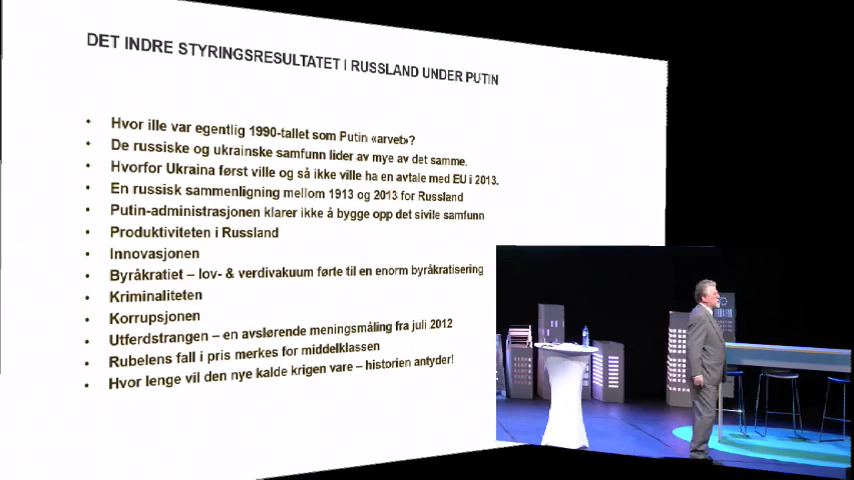 DET INDRE STYRINGSRESULTATET I RUSSLAND UNDER PUTIN
• Hvor ille var egentlig 1990-tallet som Putin «arvet»?
• De russiske og ukrainske samfunn lider av mye av det samme.
• Hvorfor Ukraina først ville og så ikke ville ha en avtale med EU i 2013.
• En russisk sammenligning mellom 1913 og 2013 for Russland
• Putin-administrasjonen klarer ikke å bygge opp det sivile samfunn
• Produktiviteten i Russland
• Innovasjonen
• Byråkratiet – lov- & verdivakuum førte til en enorm byråkratisering
• Kriminaliteten
• Korrupsjonen
• Utferdstrangen – en avslørende meningsmåling fra juli 2012
• Rubelens fall i pris merkes for middelklassen
• Hvor lenge vil den nye kalde krigen vare – historien antyder!